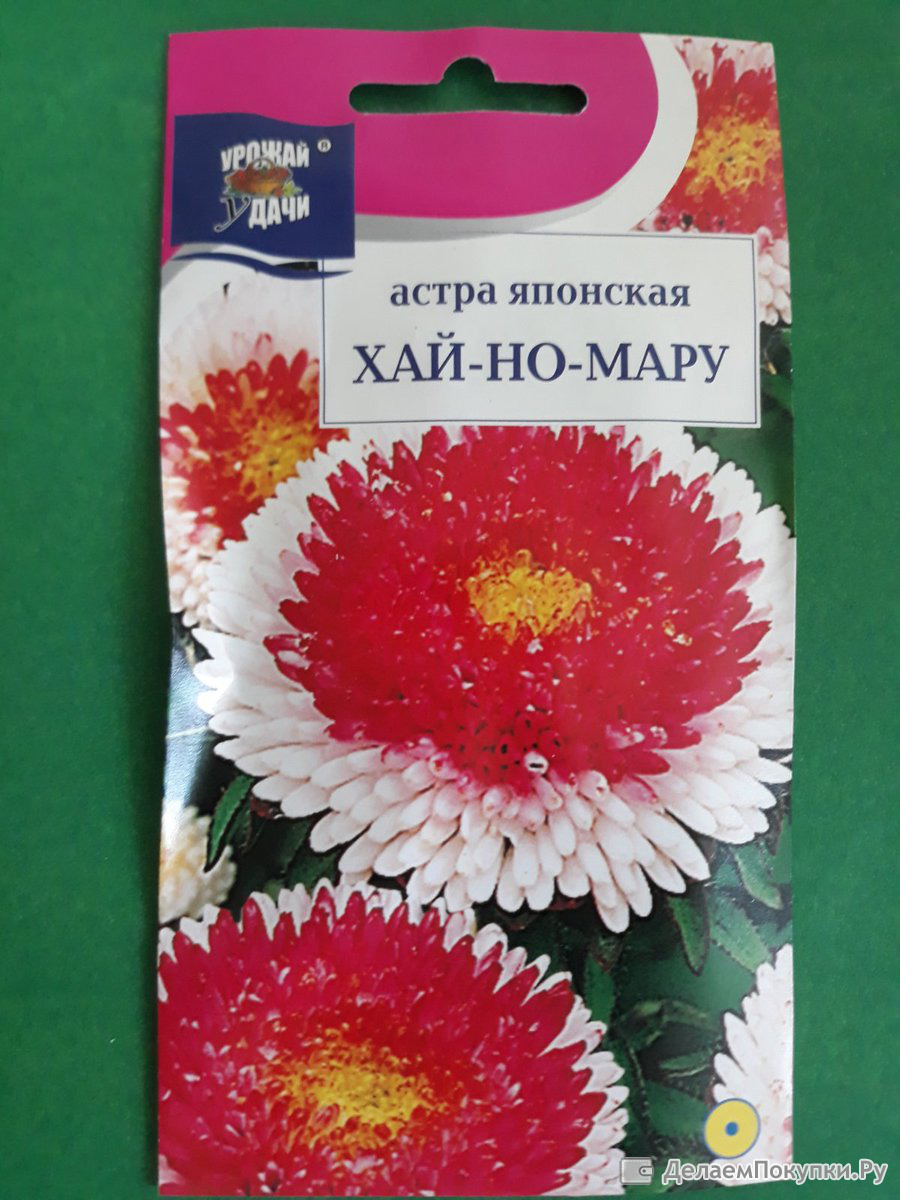 УРОЖАЙ ®
УДАЧИ
астра японская
ХАЙ-НО-МАРУ
ДелаемПокупки.Ру